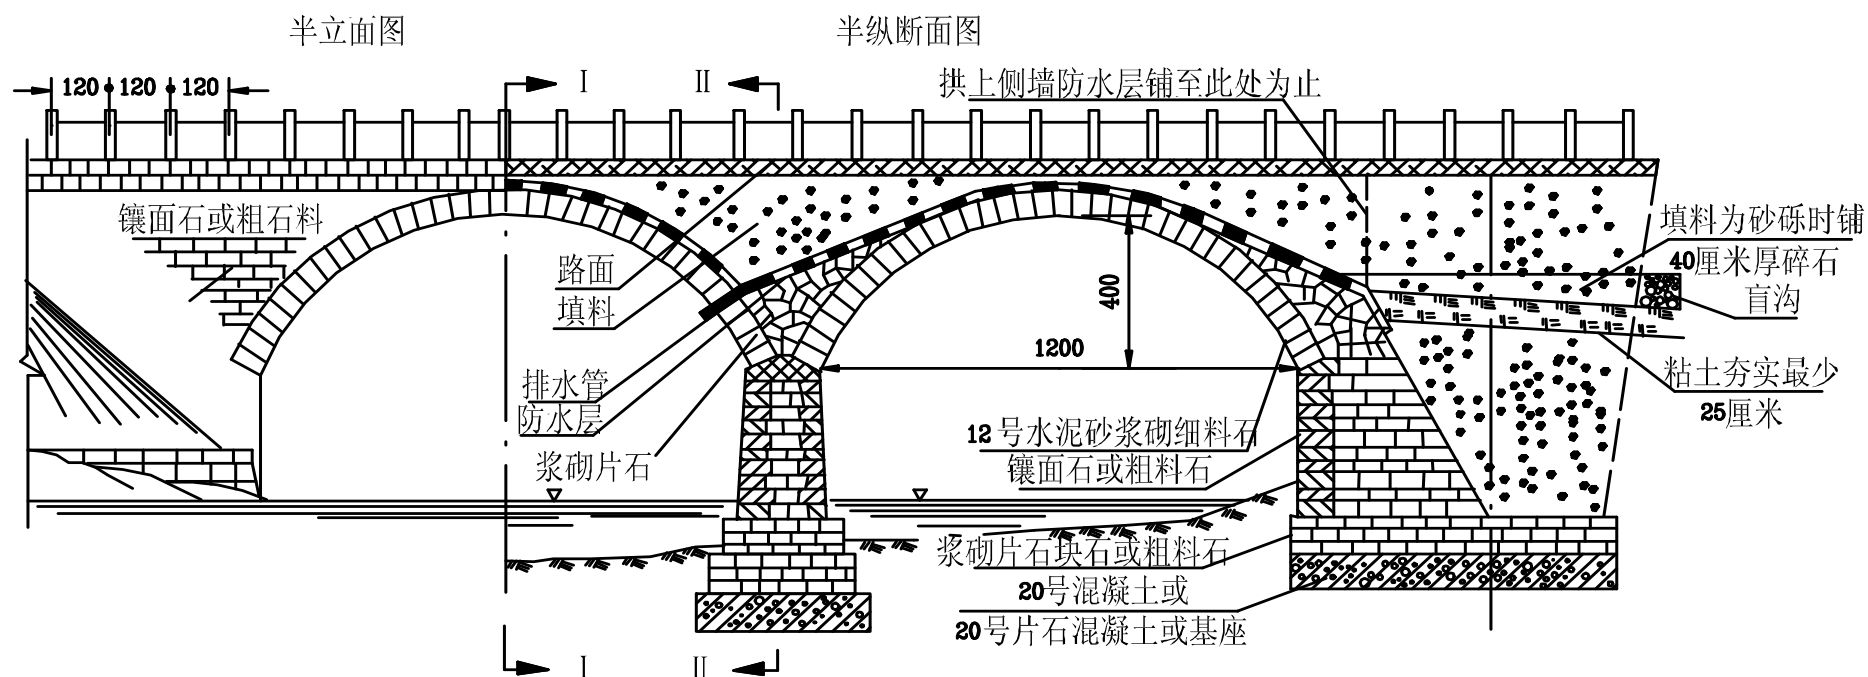 半立面图
半纵断面图
120 120 120
I II
拱上侧墙防水层铺至此处为止
镶面石或粗石料
填料为砂砾时铺
40厘米厚碎石
盲沟
路面
填料
400
1200
排水管
防水层
粘土夯实最少
25厘米
12号水泥砂浆砌细料石
浆砌片石
镶面石或粗料石
浆砌片石块石或粗料石
20号混凝土或
20号片石混凝土或基座
I II